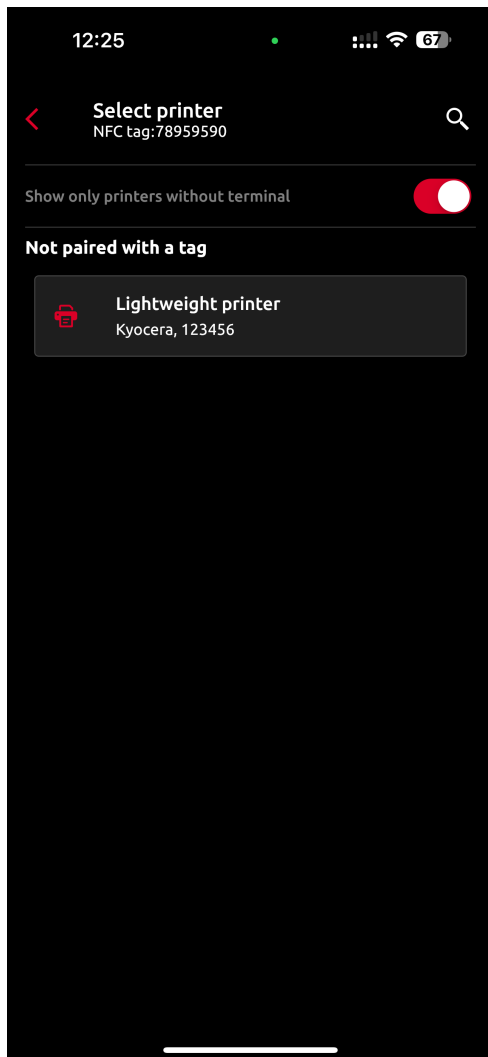 12:25
67
Select printer
NFC tag:78959590
Show only printers without terminal
Not paired with a tag
Lightweight printer
Kyocera, 123456